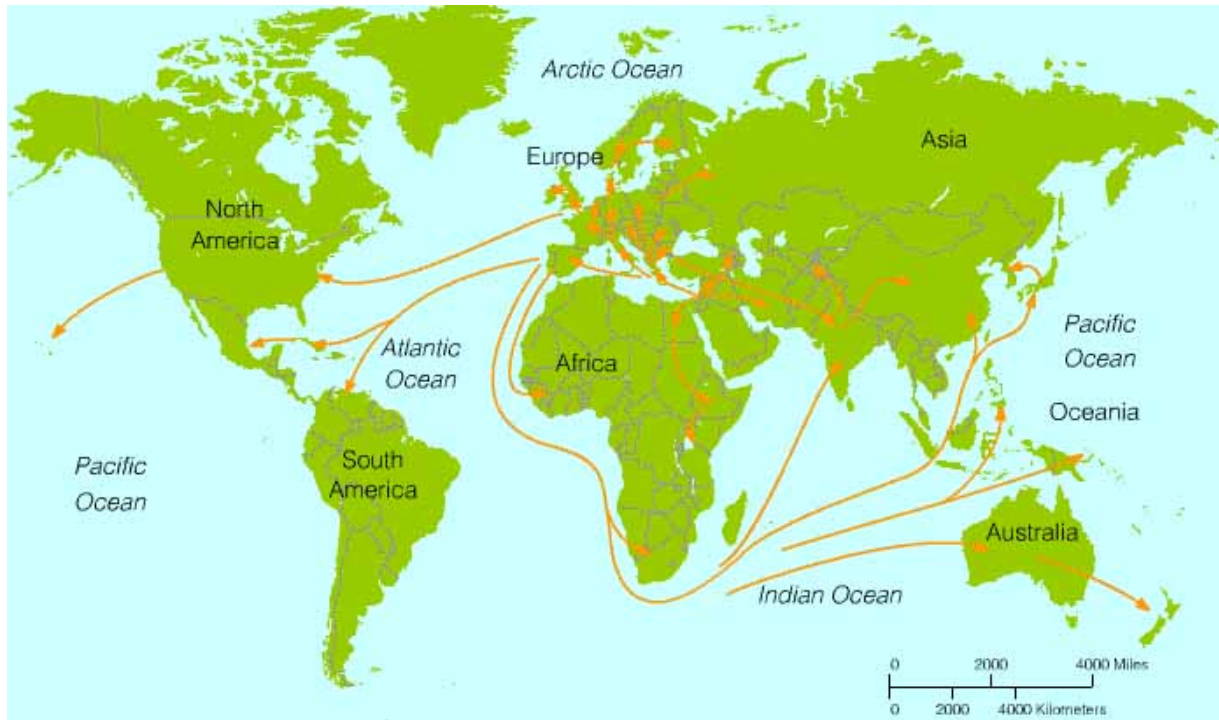 Arctic Ocean
Europe
Asia
North
America
Atlantic
Ocean
Africa
Pacific
Ocean
Oceania
Pacific
Ocean
South
America
Australia
Indian Ocean
0 2000 4000 Miles
0 2000 4000 Kilometers